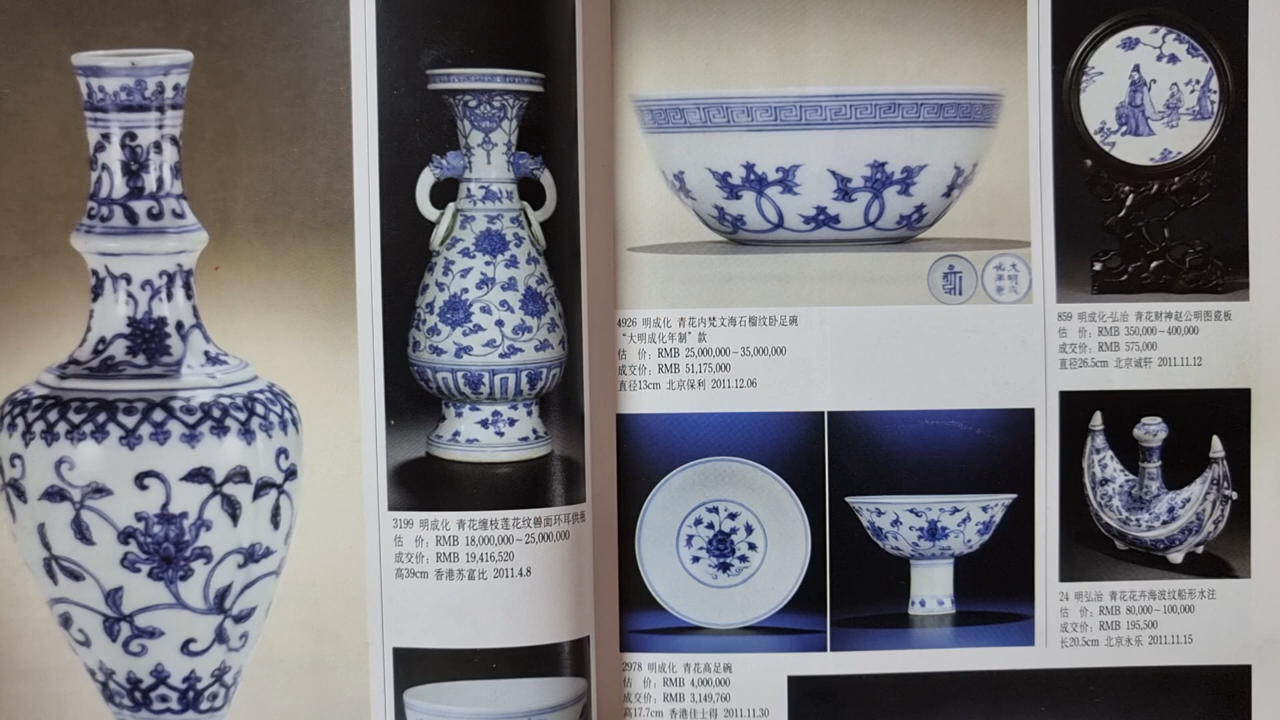 3199 明成化 青花缠枝莲花纹兽面环耳供瓶
估 价：RMB 18,000,000~25,000,000
成交价：RMB 19,416,520
高39cm 香港苏富比 2011.4.8
4926 明成化 青花内梵文海石榴纹卧足碗
“大明成化年制”款
估 价：RMB 25,000,000~35,000,000
成交价：RMB 51,175,000
直径13cm 北京保利 2011.12.06
2978 明成化 青花高足碗
估 价：RMB 4,000,000
成交价：RMB 3,149,760
高17.7cm 香港佳士得 2011.11.30
859 明成化-弘治 青花财神赵公明图瓷板
估 价：RMB 350,000~400,000
成交价：RMB 575,000
直径26.5cm 北京诚轩 2011.11.12
24 明弘治 青花花卉海波纹船形水注
估 价：RMB 80,000~100,000
成交价：RMB 195,500
长20.5cm 北京永乐 2011.11.15